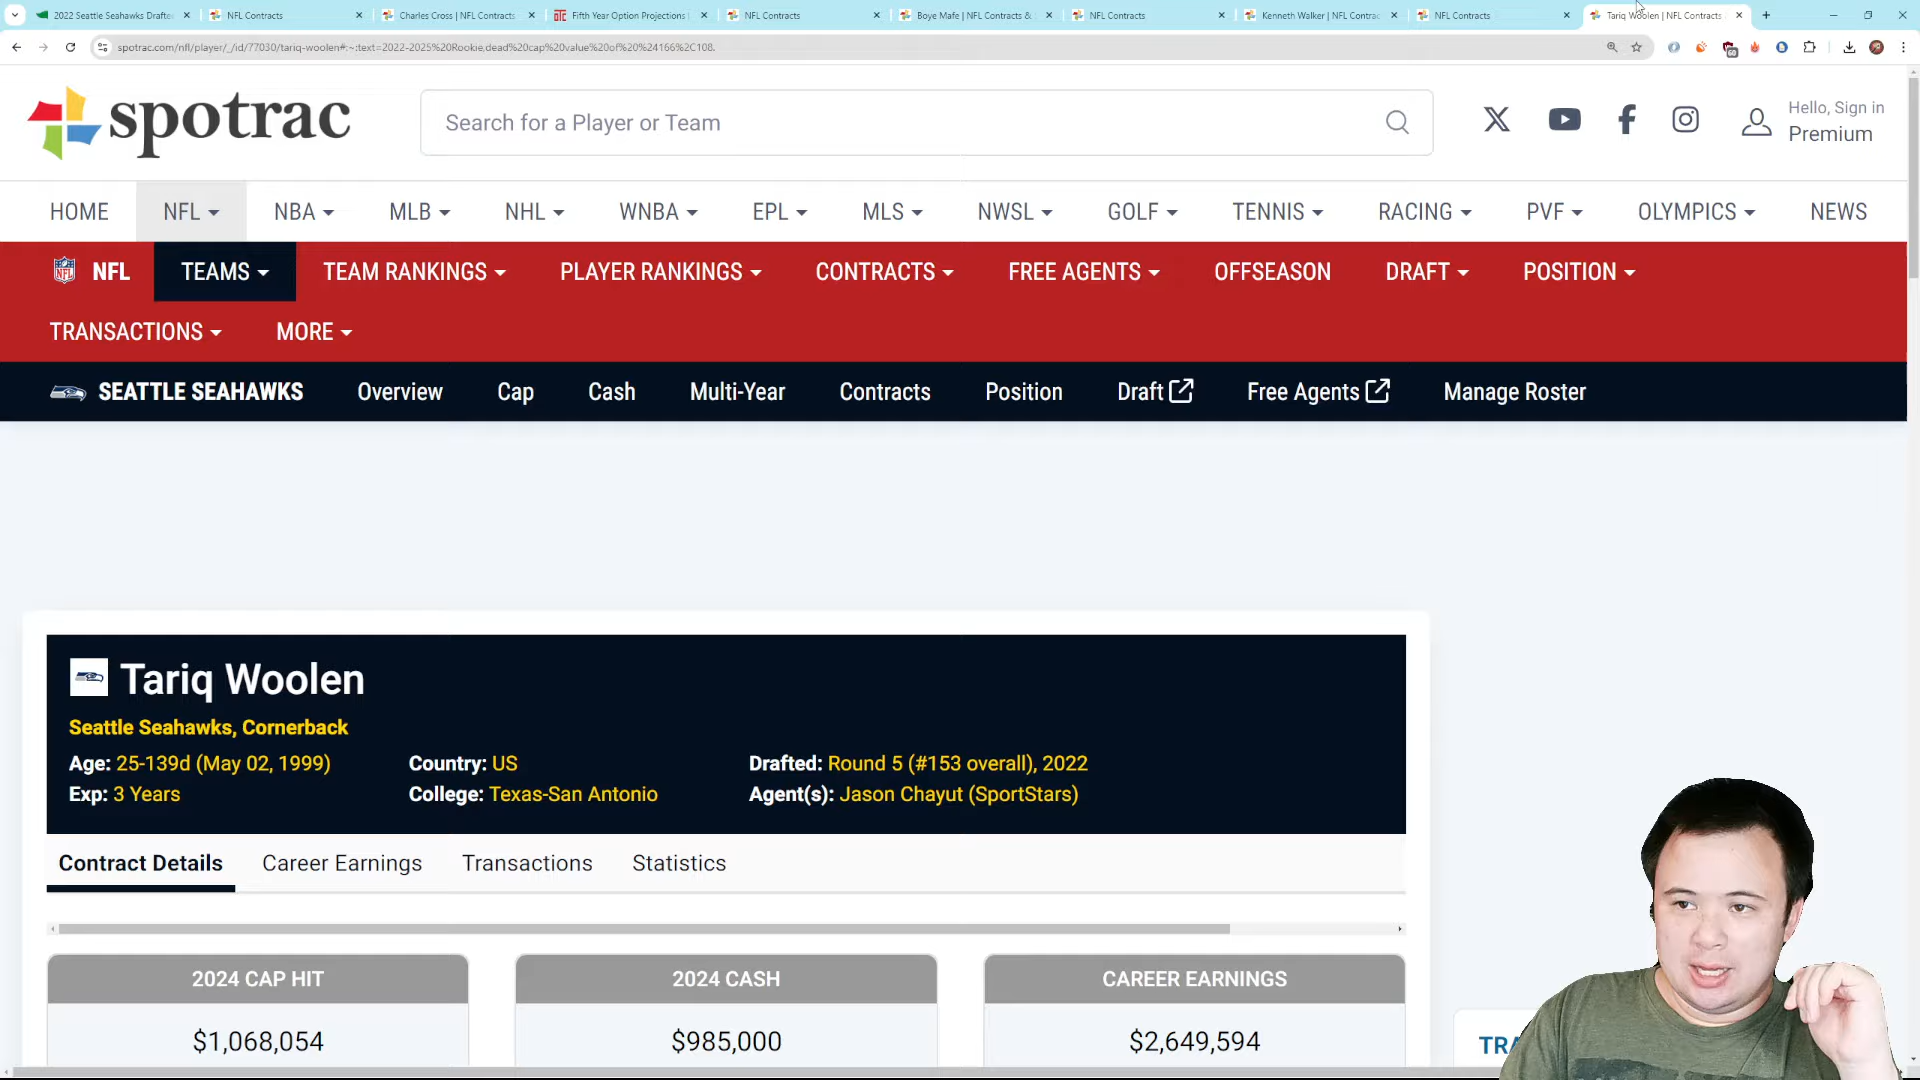 2022 Seattle Seahawks Drafte
NFL Contracts
Charles Cross | NFL Contracts
Fifth Year Option Projections
NFL Contracts
Boye Mafe | NFL Contracts &
NFL Contracts
Kenneth Walker | NFL Contrac
NFL Contracts
Tariq Woolen | NFL Contracts
spotrac.com/nfl/player/_/id/77030/tariq-woolen#:~:text=2022-2025%20Rookie,dead%20cap%20value%20of%20%24166%2C108.
spotrac
Search for a Player or Team
Hello, Sign in
Premium
HOME NFL NBA MLB NHL WNBA EPL MLS NWSL GOLF TENNIS RACING PVF OLYMPICS NEWS
NFL TEAMS TEAM RANKINGS PLAYER RANKINGS CONTRACTS FREE AGENTS OFFSEASON DRAFT POSITION
TRANSACTIONS MORE
SEATTLE SEAHAWKS Overview Cap Cash Multi-Year Contracts Position Draft Free Agents Manage Roster
Tariq Woolen
Seattle Seahawks, Cornerback
Age: 25-139d (May 02, 1999) Country: US Drafted: Round 5 (#153 overall), 2022
Exp: 3 Years College: Texas-San Antonio Agent(s): Jason Chayut (SportStars)
Contract Details Career Earnings Transactions Statistics
2024 CAP HIT 2024 CASH CAREER EARNINGS
$1,068,054 $985,000 $2,649,594